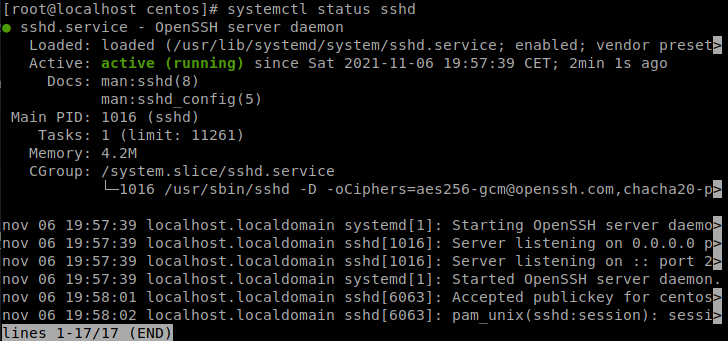 [root@localhost centos]# systemctl status sshd
● sshd.service - OpenSSH server daemon
   Loaded: loaded (/usr/lib/systemd/system/sshd.service; enabled; vendor preset>
   Active: active (running) since Sat 2021-11-06 19:57:39 CET; 2min 1s ago
     Docs: man:sshd(8)
           man:sshd_config(5)
 Main PID: 1016 (sshd)
    Tasks: 1 (limit: 11261)
   Memory: 4.2M
   CGroup: /system.slice/sshd.service
           └─1016 /usr/sbin/sshd -D -oCiphers=aes256-gcm@openssh.com,chacha20-p>
nov 06 19:57:39 localhost.localdomain systemd[1]: Starting OpenSSH server daemo>
nov 06 19:57:39 localhost.localdomain sshd[1016]: Server listening on 0.0.0.0 p>
nov 06 19:57:39 localhost.localdomain sshd[1016]: Server listening on :: port 2>
nov 06 19:57:39 localhost.localdomain systemd[1]: Started OpenSSH server daemon.
nov 06 19:58:01 localhost.localdomain sshd[6063]: Accepted publickey for centos>
nov 06 19:58:02 localhost.localdomain sshd[6063]: pam_unix(sshd:session): sessi>
lines 1-17/17 (END)